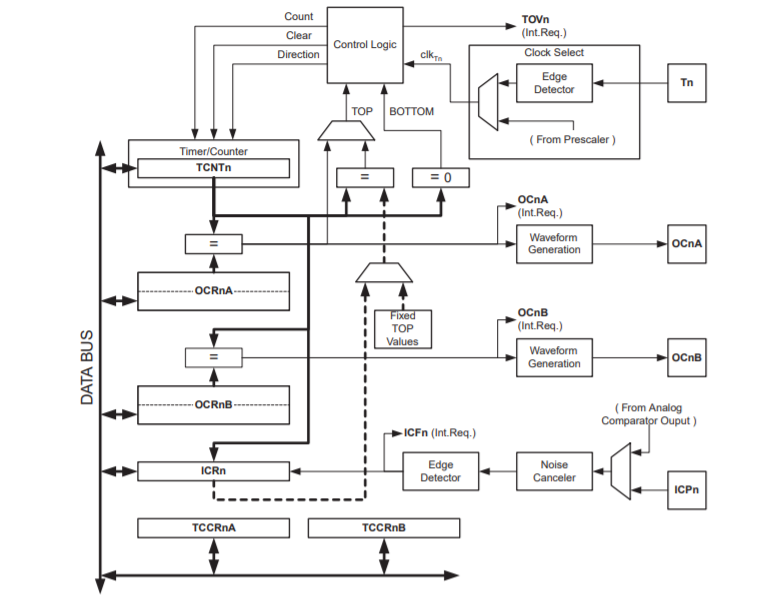 Count
Clear
Direction
Control Logic
TOVn
(Int.Req.)
clkTn
Clock Select
Edge
Detector
Tn
( From Prescaler )
TOP
BOTTOM
Timer/Counter
TCNTn
=
= 0
=
OCRnA
OCnA
(Int.Req.)
Waveform
Generation
OCnA
Fixed
TOP
Values
DATA BUS
=
OCRnB
OCnB
(Int.Req.)
Waveform
Generation
OCnB
( From Analog
Comparator Ouput )
ICFn (Int.Req.)
ICRn
Edge
Detector
Noise
Canceler
ICPn
TCCRnA
TCCRnB